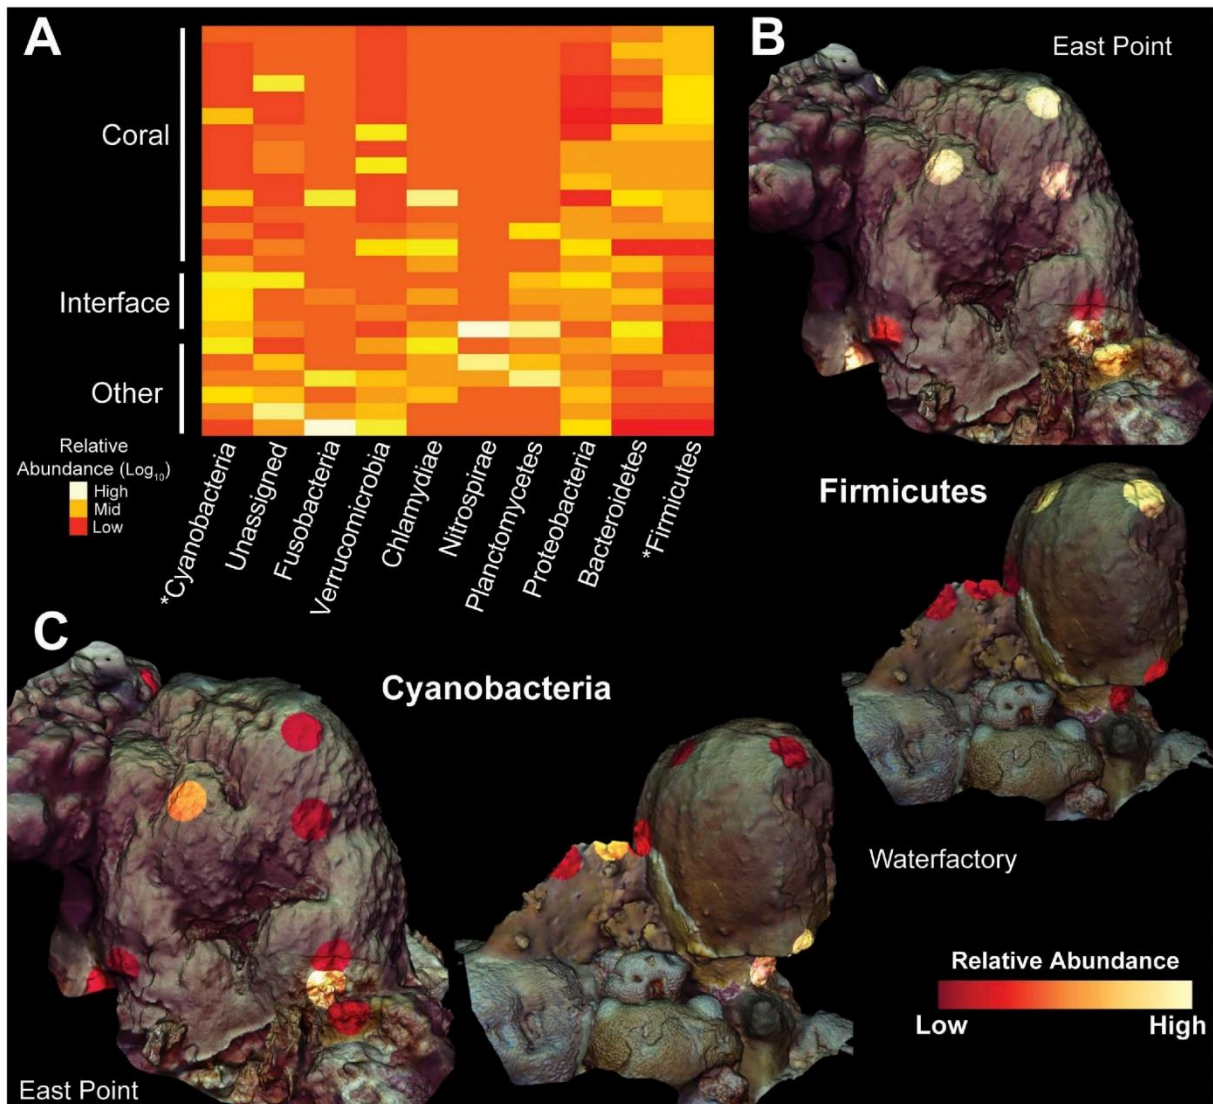 A
B
East Point
Coral
Interface
Other
Relative
Abundance (Log10)
High
Mid
Low
*Cyanobacteria
Unassigned
Fusobacteria
Verrucomicrobia
Chlamydiae
Nitrospirae
Planctomycetes
Proteobacteria
Bacteroidetes
*Firmicutes
Firmicutes
C
Cyanobacteria
Waterfactory
Relative Abundance
Low High
East Point